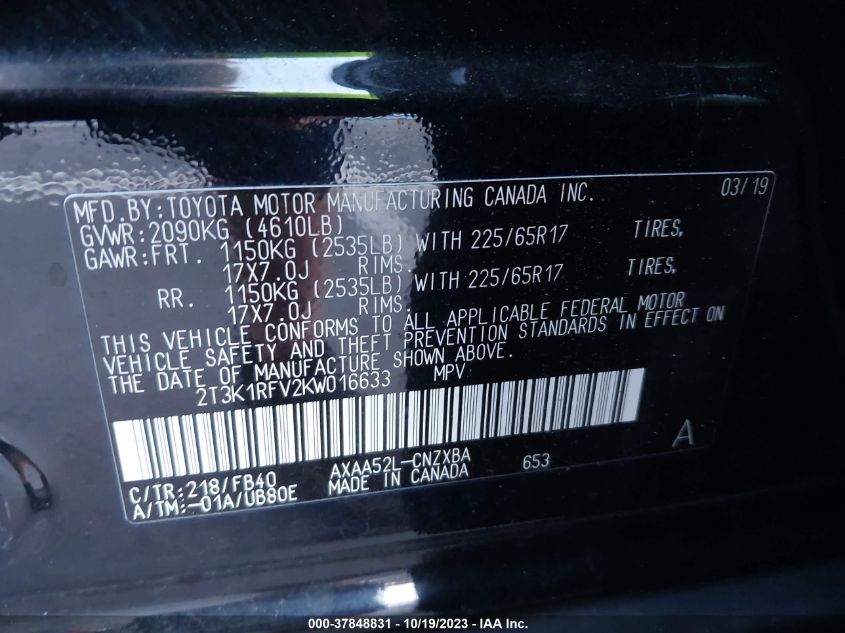 MFD.BY:TOYOTA MOTOR MANUFACTURING CANADA INC. 03/19
GVWR:2090KG (4610LB)
GAWR:FRT. 1150KG (2535LB) WITH 225/65R17 TIRES,
17X7.0J RIMS.
RR. 1150KG (2535LB) WITH 225/65R17 TIRES,
17X7.0J RIMS.
THIS VEHICLE CONFORMS TO ALL APPLICABLE FEDERAL MOTOR
VEHICLE SAFETY AND THEFT PREVENTION STANDARDS IN EFFECT ON
THE DATE OF MANUFACTURE SHOWN ABOVE.
2T3K1RFV2KW016633 MPV
A
C/TR:218/FB40 AXAA52L-CNZXBA 653
A/TM:-01A/UB80E MADE IN CANADA
000-37848831 - 10/19/2023 - IAA Inc.